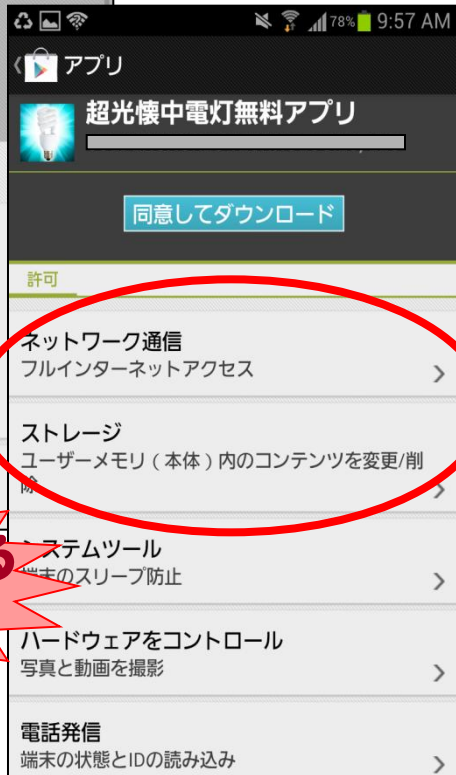 78% 9:57 AM
アプリ
超光懐中電灯無料アプリ
同意してダウンロード
許可
ネットワーク通信
フルインターネットアクセス
ストレージ
ユーザーメモリ(本体)内のコンテンツを変更/削
除
システムツール
端末のスリープ防止
ハードウェアをコントロール
写真と動画を撮影
電話発信
端末の状態とIDの読み込み